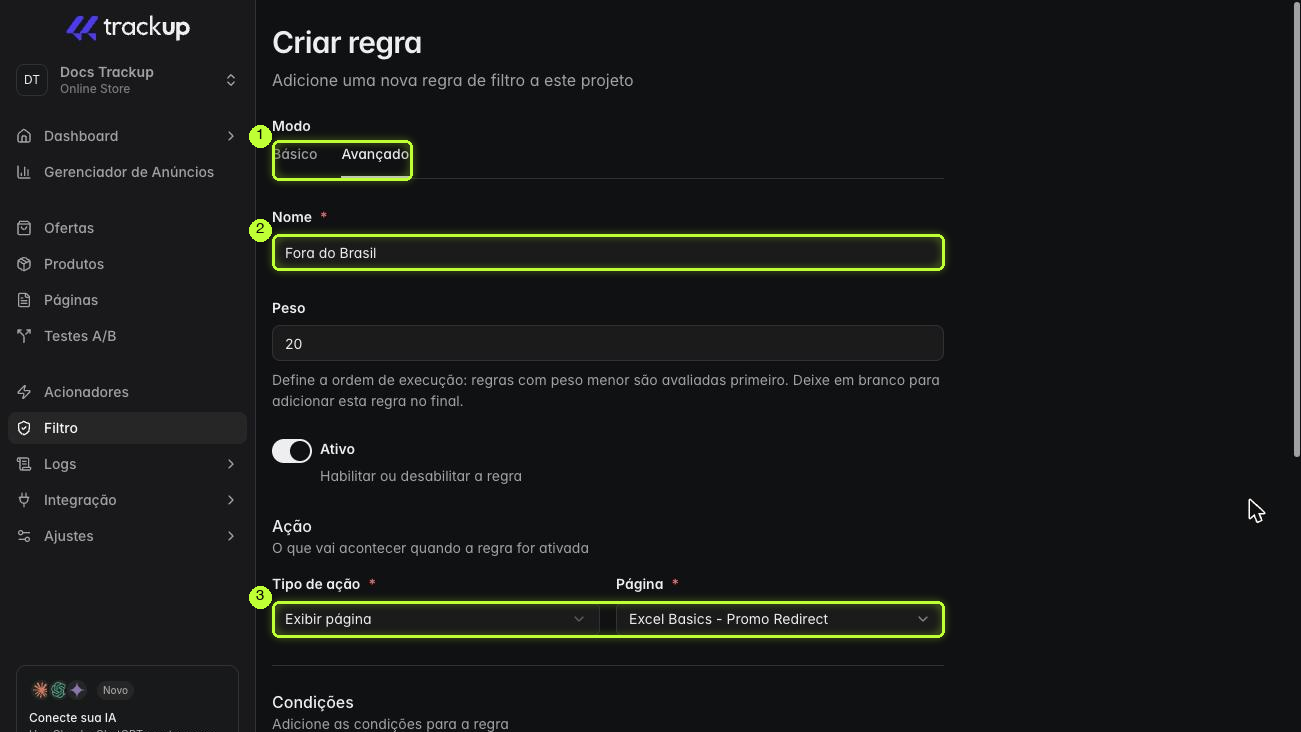 trackup
DT
Docs Trackup
Online Store
Dashboard
Gerenciador de Anúncios
Ofertas
Produtos
Páginas
Testes A/B
Acionadores
Filtro
Logs
Integração
Ajustes
Novo
Conecte sua IA
Criar regra
Adicione uma nova regra de filtro a este projeto
Modo
1
Básico Avançado
Nome *
2
Fora do Brasil
Peso
20
Define a ordem de execução: regras com peso menor são avaliadas primeiro. Deixe em branco para
adicionar esta regra no final.
Ativo
Habilitar ou desabilitar a regra
Ação
O que vai acontecer quando a regra for ativada
Tipo de ação * Página *
3
Exibir página Excel Basics - Promo Redirect
Condições
Adicione as condições para a regra